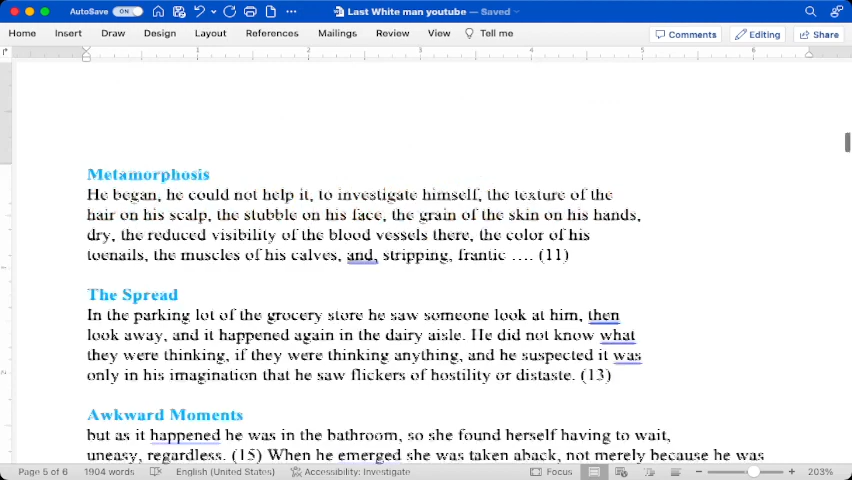 AutoSave ON Last White man youtube — Saved
Home Insert Draw Design Layout References Mailings Review View Tell me Comments Editing Share
1 2 3 4 5 6
Metamorphosis
He began, he could not help it, to investigate himself, the texture of the
hair on his scalp, the stubble on his face, the grain of the skin on his hands,
dry, the reduced visibility of the blood vessels there, the color of his
toenails, the muscles of his calves, and, stripping, frantic …. (11)
The Spread
In the parking lot of the grocery store he saw someone look at him, then
look away, and it happened again in the dairy aisle. He did not know what
they were thinking, if they were thinking anything, and he suspected it was
only in his imagination that he saw flickers of hostility or distaste. (13)
Awkward Moments
but as it happened he was in the bathroom, so she found herself having to wait,
uneasy, regardless. (15) When he emerged she was taken aback, not merely because he was
Page 5 of 6 1904 words English (United States) Accessibility: Investigate Focus 203%